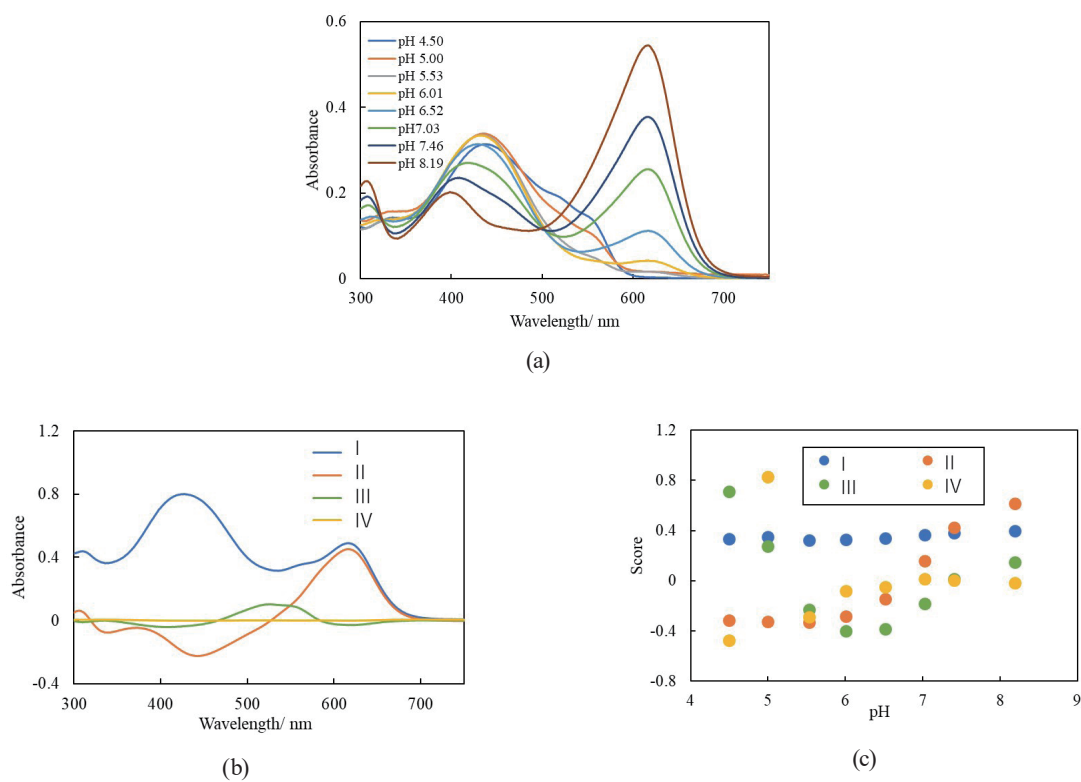 0.6
pH 4.50
pH 5.00
pH 5.53
pH 6.01
pH 6.52
pH7.03
pH 7.46
pH 8.19
0.4
0.2
0
Absorbance
300 400 500 600 700
Wavelength/ nm
(a)
1.2
0.8
0.4
0
-0.4
Absorbance
I
II
III
IV
300 400 500 600 700
Wavelength/ nm
(b)
1.2
0.8
0.4
0
-0.4
-0.8
Score
I II
III IV
4 5 6 7 8 9
pH
(c)